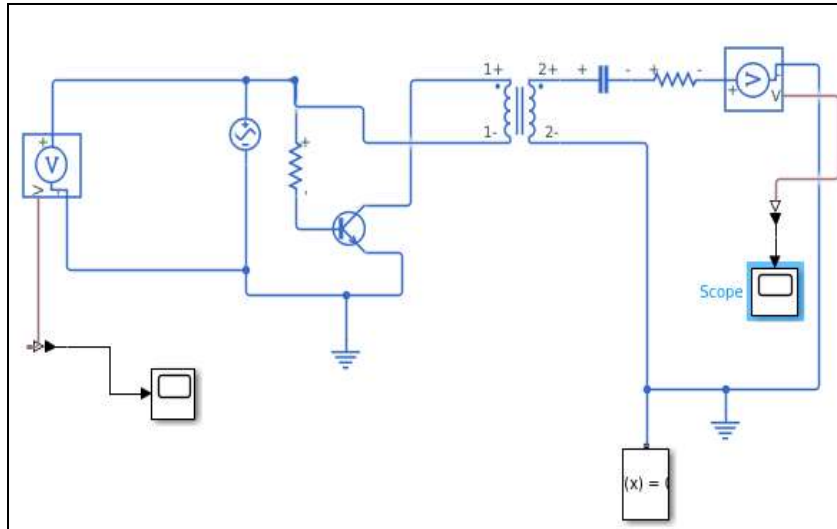 1+ 2+ + - + -
+ V
1- 2-
+ -
+ V
V
Scope
(x) = (